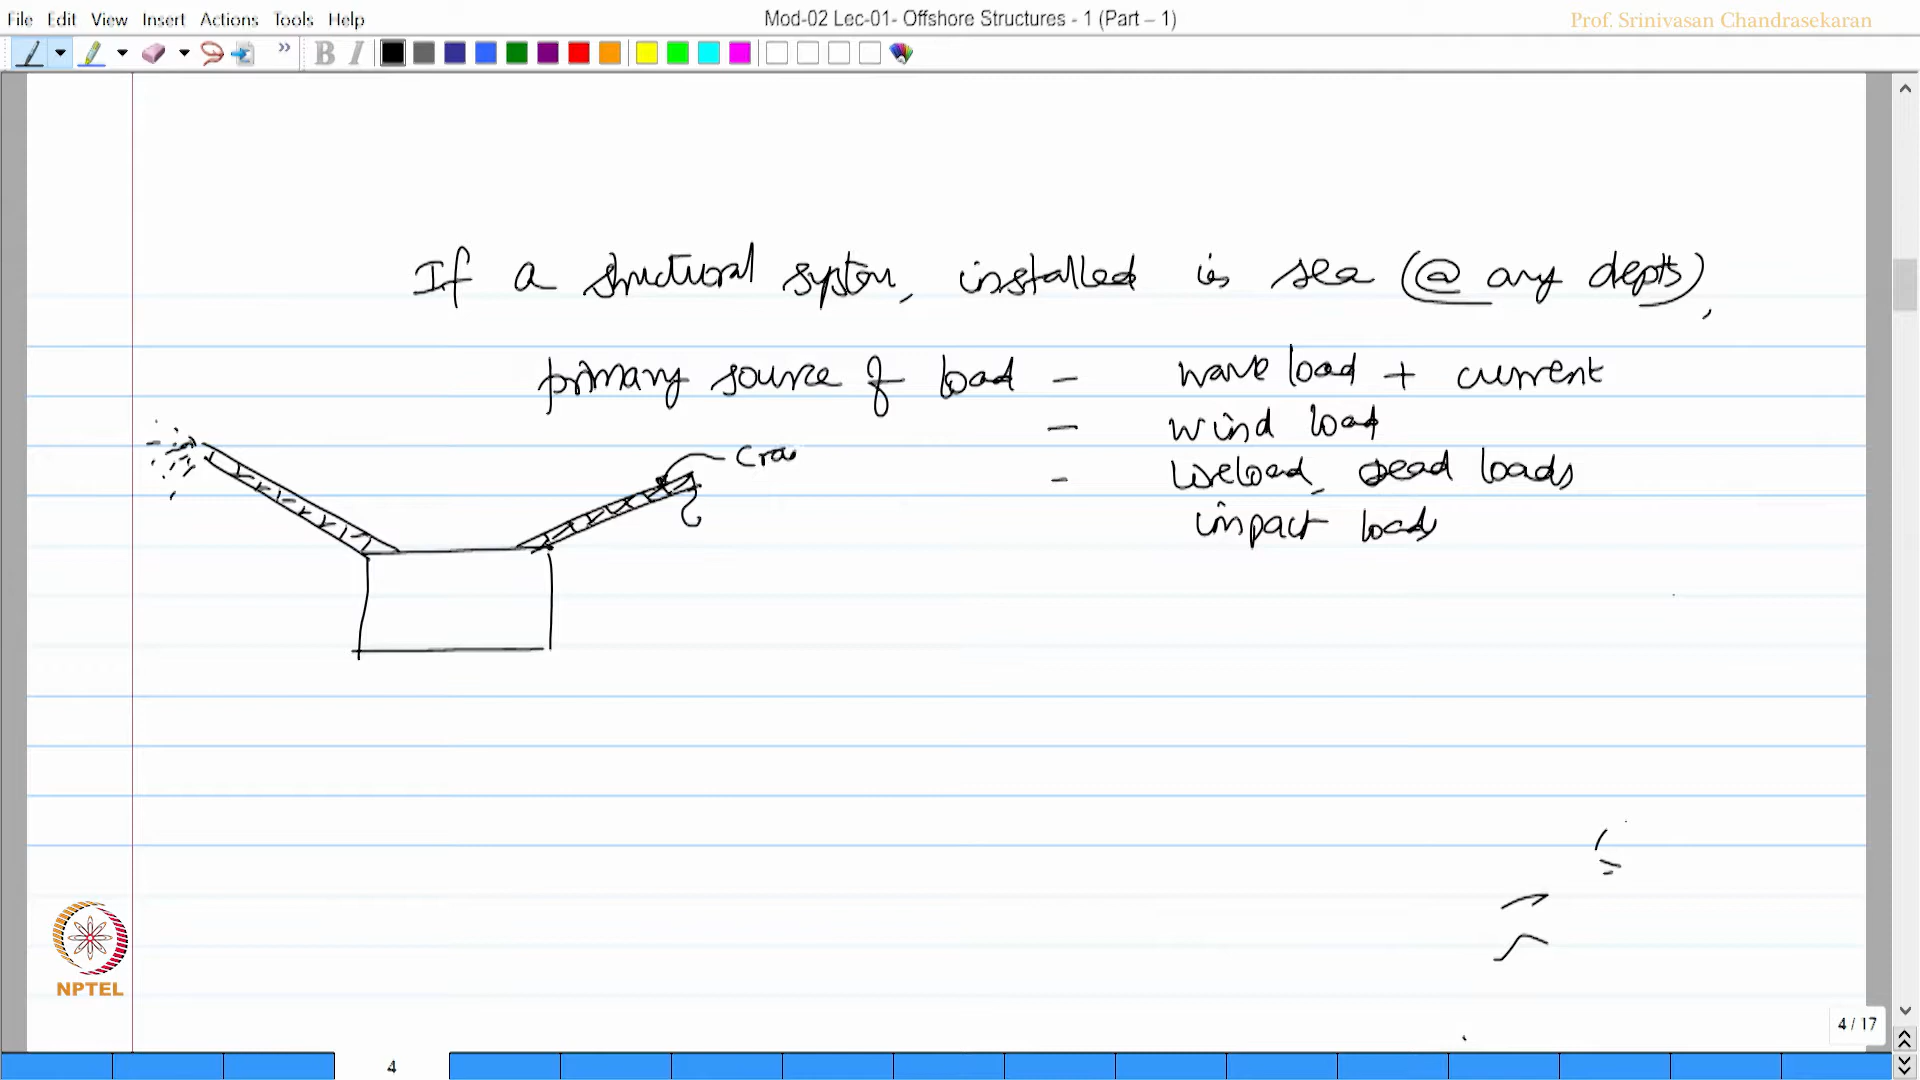 File Edit View Insert Actions Tools Help
Mod-02 Lec-01- Offshore Structures - 1 (Part – 1)
Prof. Srinivasan Chandrasekaran
B I
If a structural system, installed in sea (@ any depth),
primary source of load - wave load + current
- wind load
- liveload, dead loads
impact loads
Cra
NPTEL
4 / 17
4